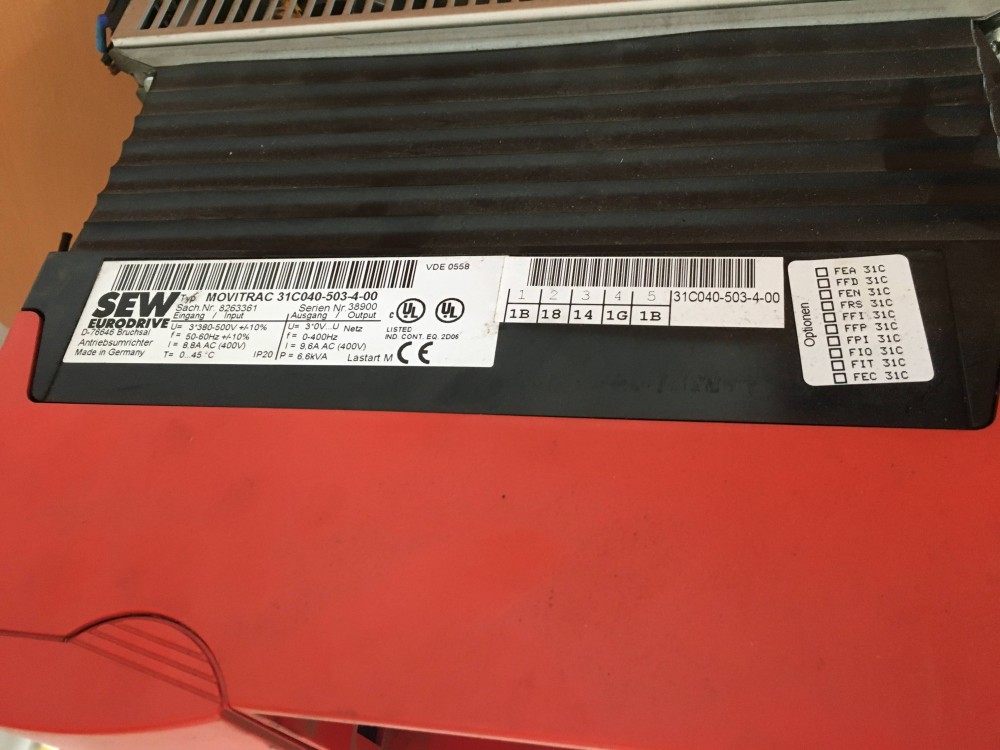 VDE 0558
SEW
EURODRIVE
D-76646 Bruchsal
Antriebsumrichter
Made in Germany
Typ MOVITRAC 31C040-503-4-00
Sach Nr. 8263361 Serien Nr. 38900
Eingang / Input Ausgang / Output
U= 3*380-500V +/-10% U= 3*0V...U Netz
f= 50-60Hz +/-10% f= 0-400Hz
I = 8,8A AC (400V) I = 9,6A AC (400V)
T= 0...45 °C IP20 P = 6.6kVA Lastart M
C UL UL
LISTED
IND. CONT. EQ. 2D06
CE
1 2 3 4 5 31C040-503-4-00
1B 18 14 1G 1B
Optionen
FEA 31C
FFD 31C
FEN 31C
FRS 31C
FFI 31C
FFP 31C
FPI 31C
FIO 31C
FIT 31C
FEC 31C